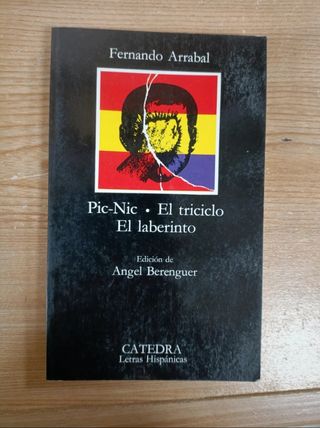 Fernando Arrabal
Pic-Nic • El triciclo
El laberinto
Edición de
Angel Berenguer
CATEDRA
Letras Hispánicas